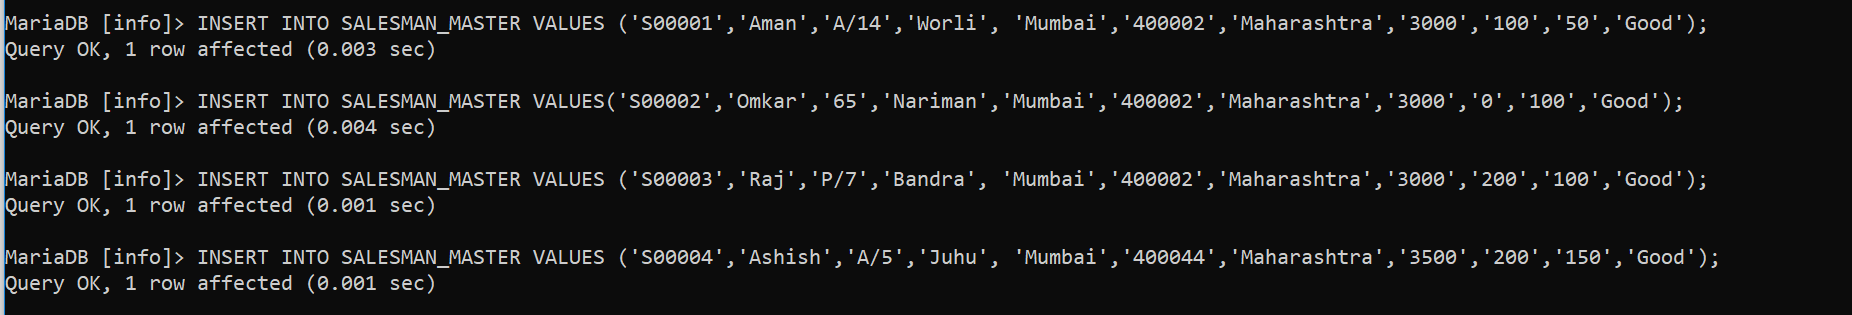 MariaDB [info]> INSERT INTO SALESMAN_MASTER VALUES ('S00001','Aman','A/14','Worli', 'Mumbai','400002','Maharashtra','3000','100','50','Good');
Query OK, 1 row affected (0.003 sec)
MariaDB [info]> INSERT INTO SALESMAN_MASTER VALUES('S00002','Omkar','65','Nariman','Mumbai','400002','Maharashtra','3000','0','100','Good');
Query OK, 1 row affected (0.004 sec)
MariaDB [info]> INSERT INTO SALESMAN_MASTER VALUES ('S00003','Raj','P/7','Bandra', 'Mumbai','400002','Maharashtra','3000','200','100','Good');
Query OK, 1 row affected (0.001 sec)
MariaDB [info]> INSERT INTO SALESMAN_MASTER VALUES ('S00004','Ashish','A/5','Juhu', 'Mumbai','400044','Maharashtra','3500','200','150','Good');
Query OK, 1 row affected (0.001 sec)